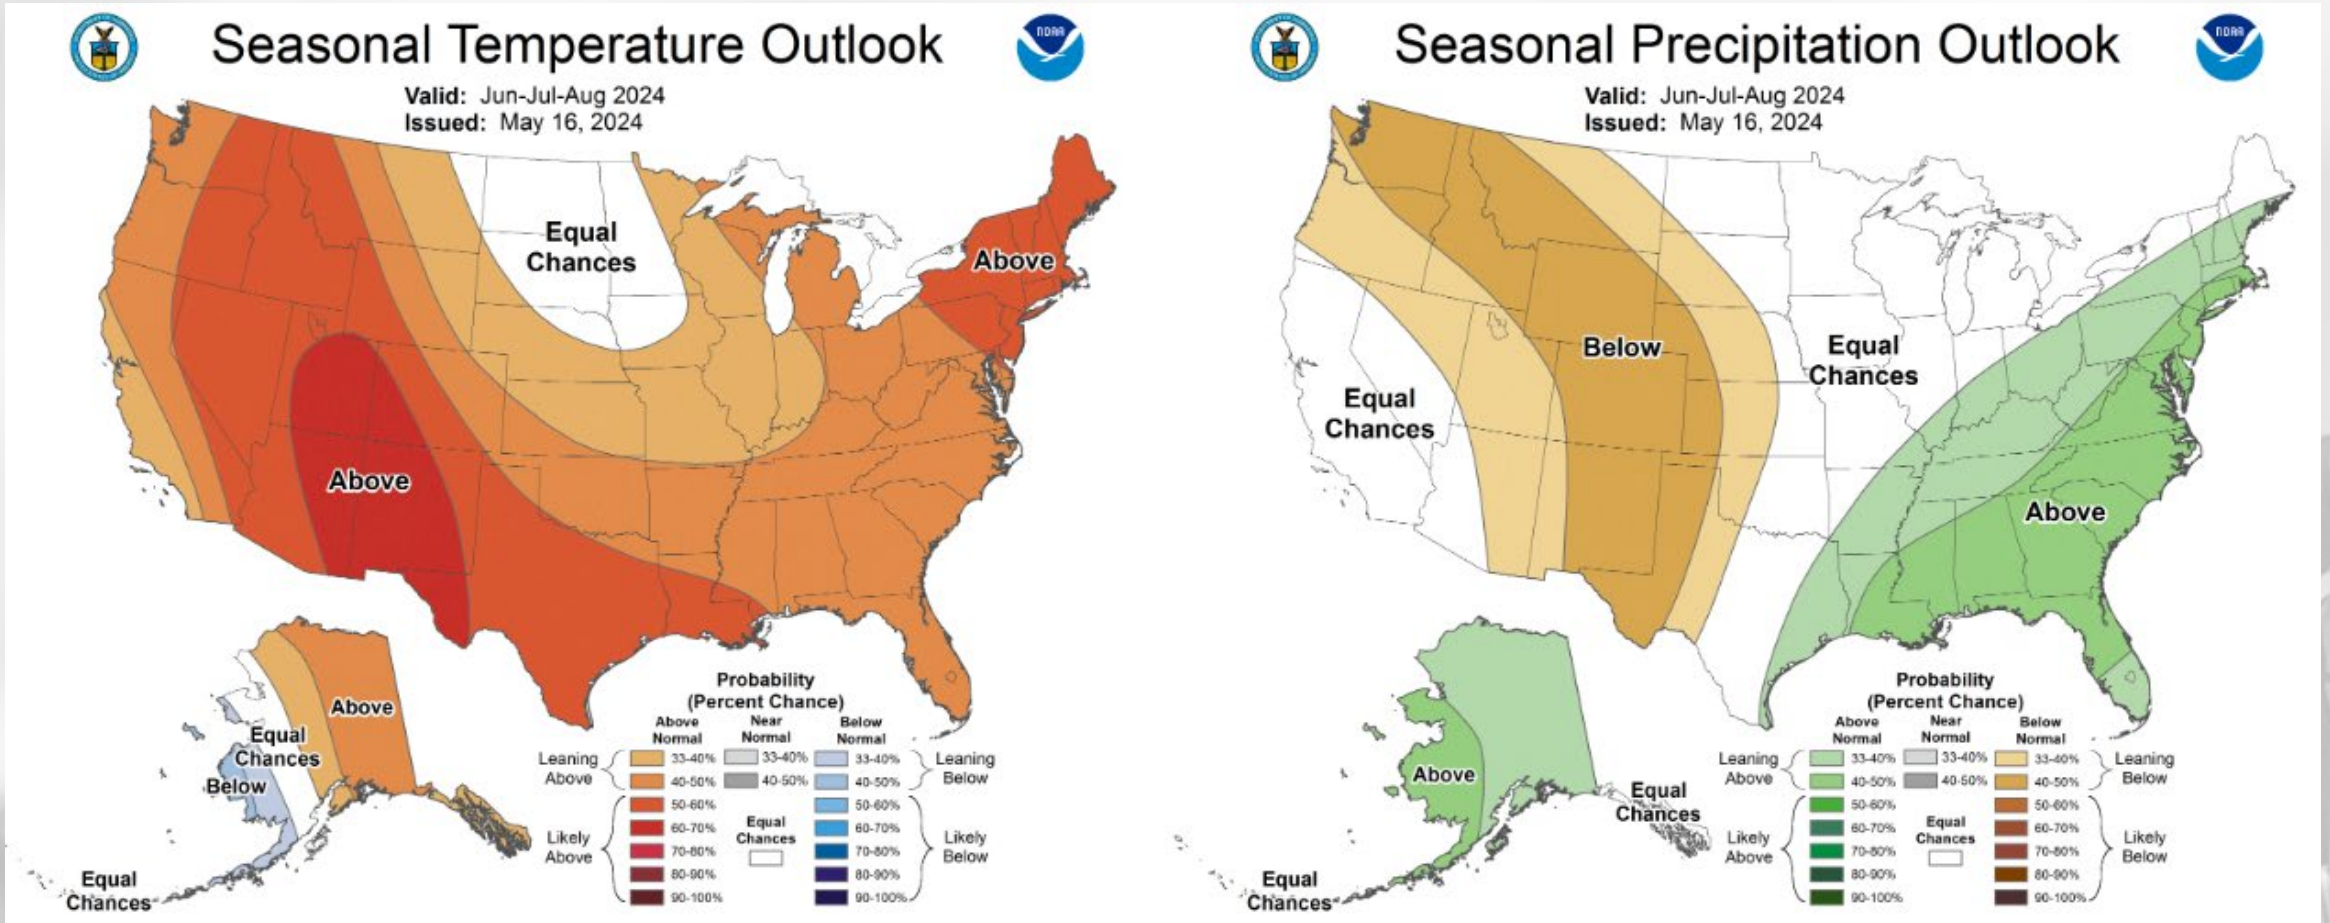 Seasonal Temperature Outlook
NOAA
Valid: Jun-Jul-Aug 2024
Issued: May 16, 2024
Equal
Chances
Above
Above
Above
Equal
Chances
Below
Equal
Chances
Probability
(Percent Chance)
Above
Normal
Near
Normal
Below
Normal
Leaning
Above
33-40%
33-40%
33-40%
Leaning
Below
40-50%
40-50%
40-50%
Likely
Above
50-60%
60-70%
70-80%
80-90%
90-100%
Equal
Chances
50-60%
60-70%
70-80%
80-90%
90-100%
Likely
Below
Seasonal Precipitation Outlook
NOAA
Valid: Jun-Jul-Aug 2024
Issued: May 16, 2024
Below
Equal
Chances
Equal
Chances
Above
Above
Equal
Chances
Equal
Chances
Probability
(Percent Chance)
Above
Normal
Near
Normal
Below
Normal
Leaning
Above
33-40%
33-40%
33-40%
Leaning
Below
40-50%
40-50%
40-50%
Likely
Above
50-60%
60-70%
70-80%
80-90%
90-100%
Equal
Chances
50-60%
60-70%
70-80%
80-90%
90-100%
Likely
Below